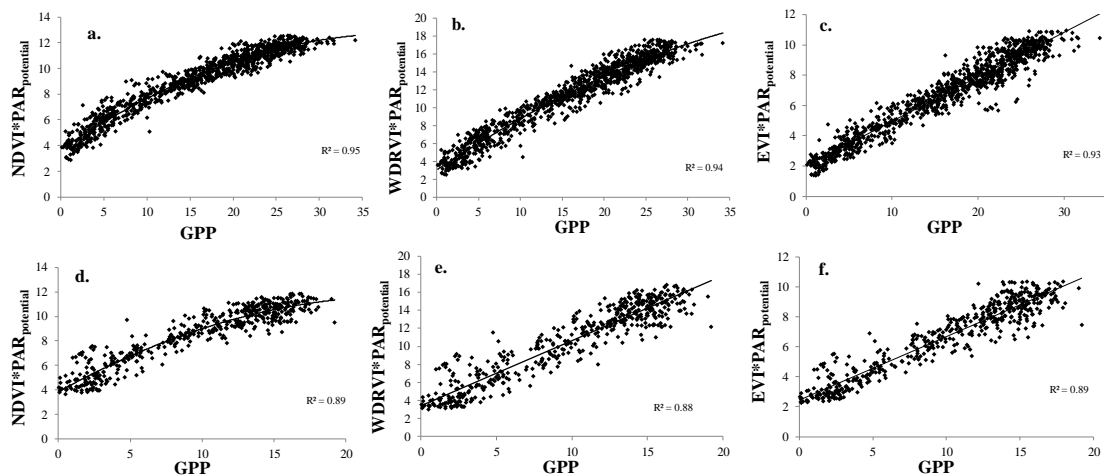 a.
NDVI*PARpotential
14
12
10
8
6
4
2
0
0 5 10 15 20 25 30 35
GPP
R² = 0.95
b.
WDRVI*PARpotential
20
18
16
14
12
10
8
6
4
2
0
0 5 10 15 20 25 30 35
GPP
R² = 0.94
c.
EVI*PARpotential
12
10
8
6
4
2
0
0 10 20 30
GPP
R² = 0.93
d.
NDVI*PARpotential
14
12
10
8
6
4
2
0
0 5 10 15 20
GPP
R² = 0.89
e.
WDRVI*PARpotential
20
18
16
14
12
10
8
6
4
2
0
0 5 10 15 20
GPP
R² = 0.88
f.
EVI*PARpotential
12
10
8
6
4
2
0
0 5 10 15 20
GPP
R² = 0.89